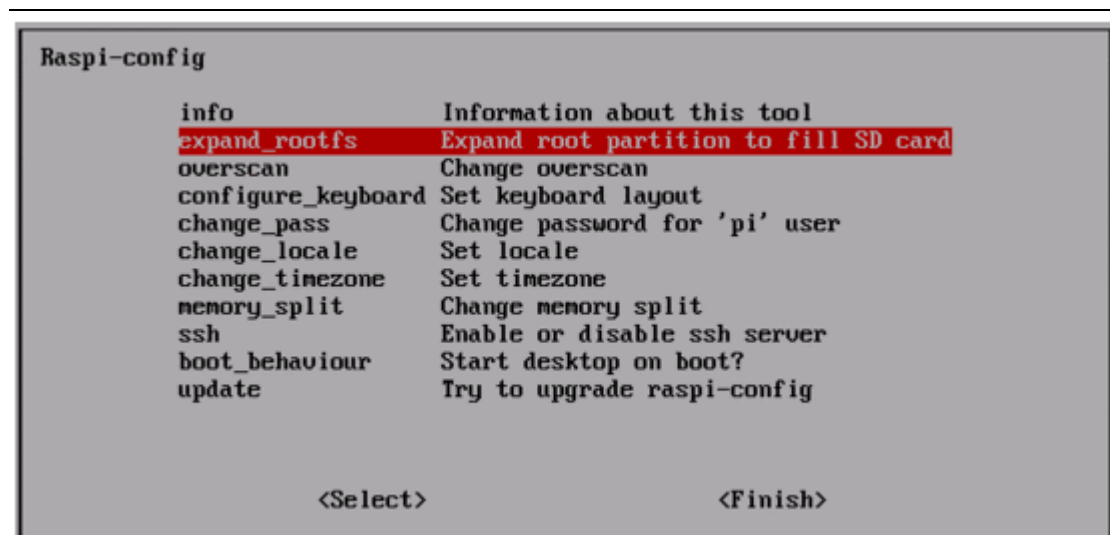 Raspi-config
info Information about this tool
expand_rootfs Expand root partition to fill SD card
overscan Change overscan
configure_keyboard Set keyboard layout
change_pass Change password for 'pi' user
change_locale Set locale
change_timezone Set timezone
memory_split Change memory split
ssh Enable or disable ssh server
boot_behaviour Start desktop on boot?
update Try to upgrade raspi-config
<Select> <Finish>